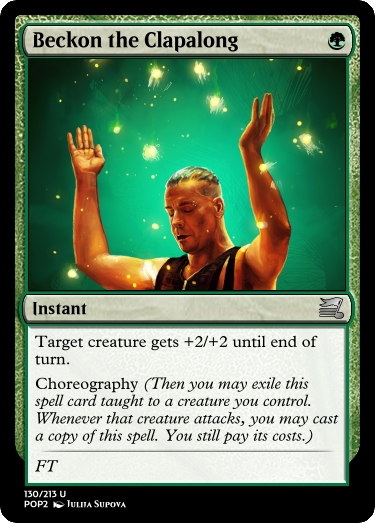 Beckon the Clapalong
Instant
Target creature gets +2/+2 until end of
turn.
Choreography (Then you may exile this
spell card taught to a creature you control.
Whenever that creature attacks, you may cast
a copy of this spell. You still pay its costs.)
FT
130/213 U
POP2 Julija Supova